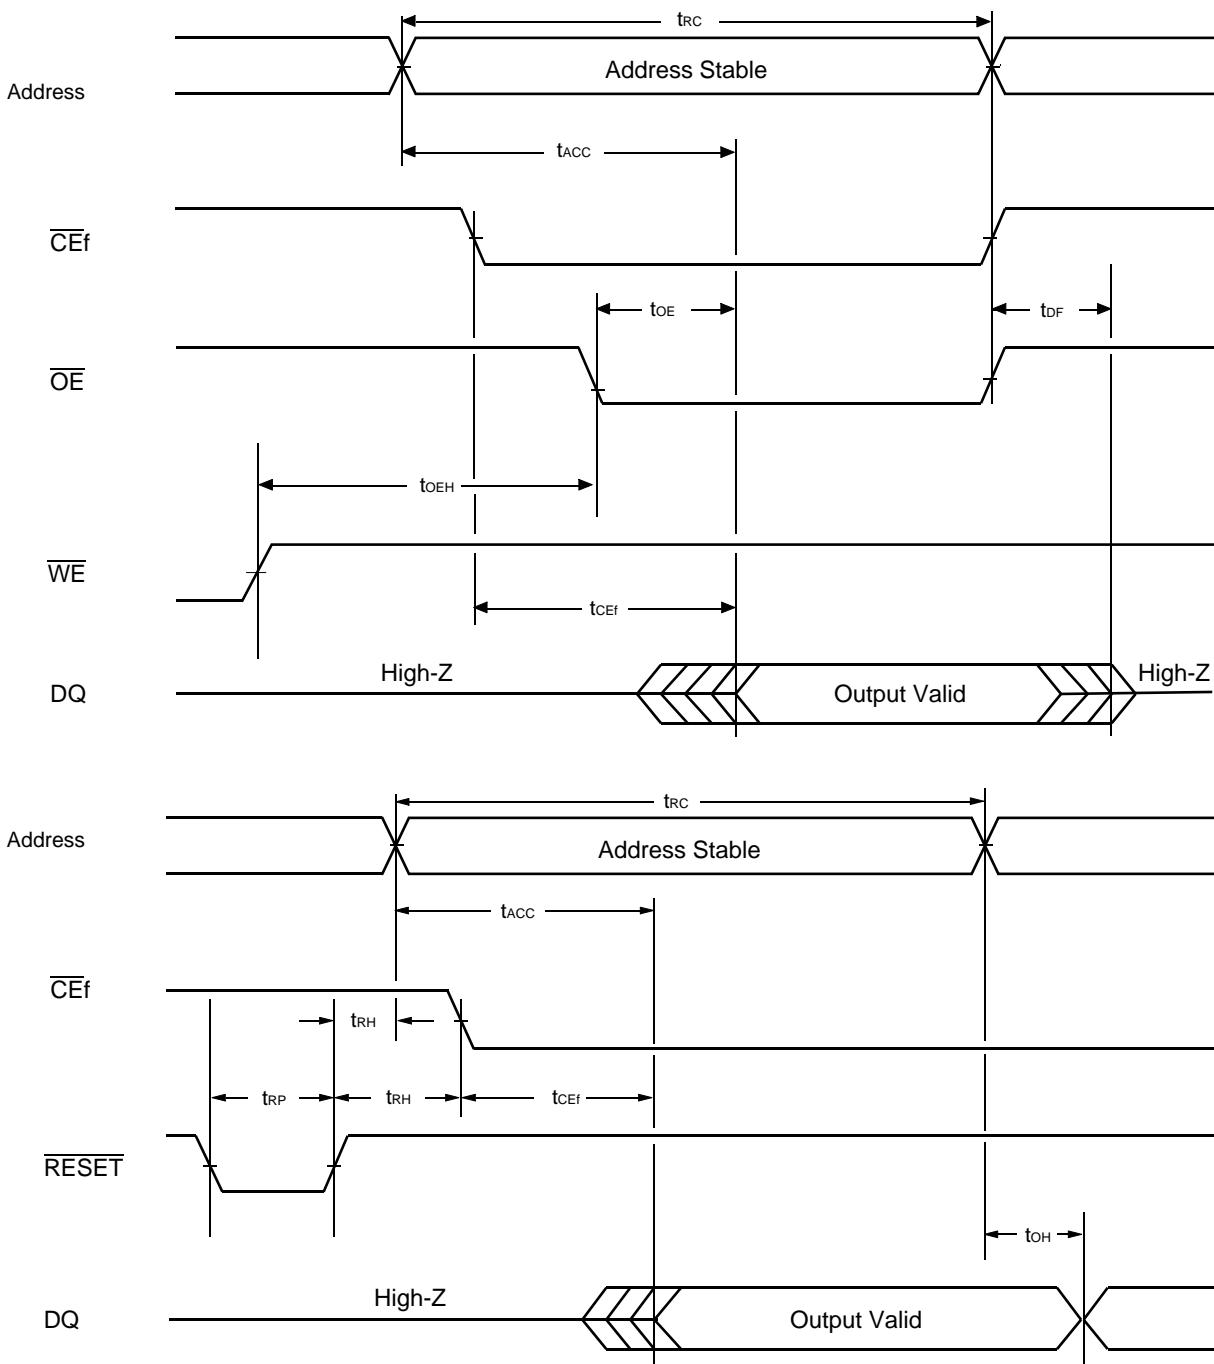 tRC
Address Stable
Address
tACC
CEf
tOE
tDF
OE
tOEH
WE
tCEf
High-Z
High-Z
DQ
Output Valid
tRC
Address
Address Stable
tACC
CEf
tRH
tRP
tRH
tCEf
RESET
tOH
High-Z
DQ
Output Valid